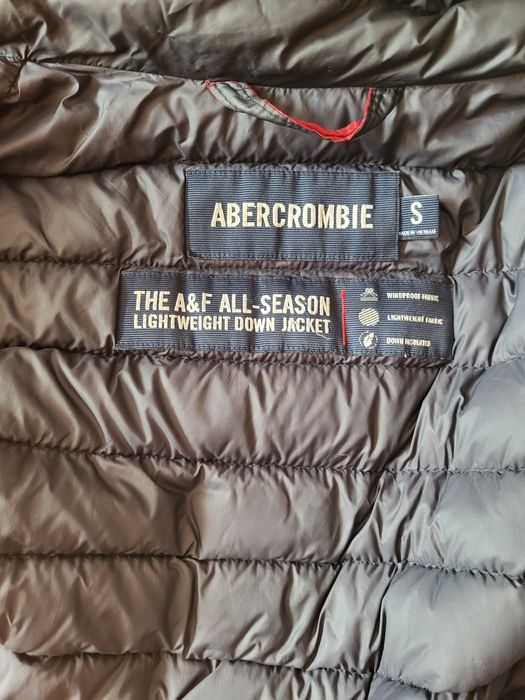 ABERCROMBIE
S
MADE IN VIETNAM
THE A&F ALL-SEASON
LIGHTWEIGHT DOWN JACKET
WINDPROOF FABRIC
LIGHTWEIGHT FABRIC
DOWN INSULATED